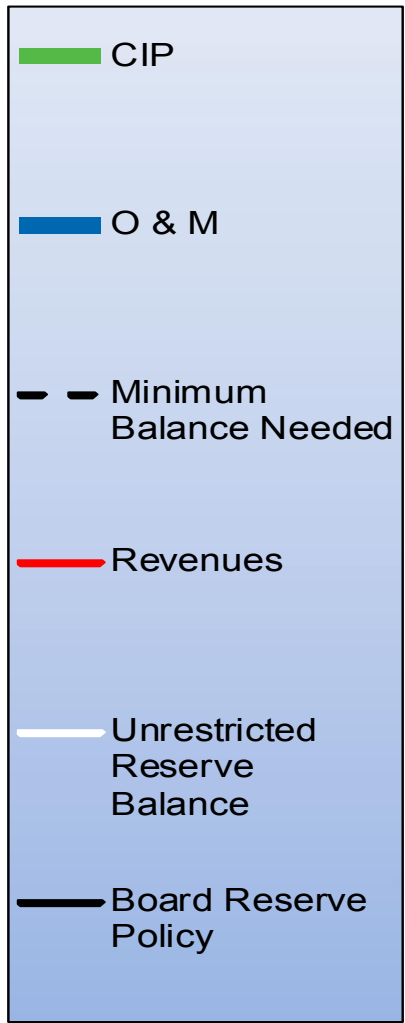 CIP
O & M
Minimum
Balance Needed
Revenues
Unrestricted
Reserve
Balance
Board Reserve
Policy